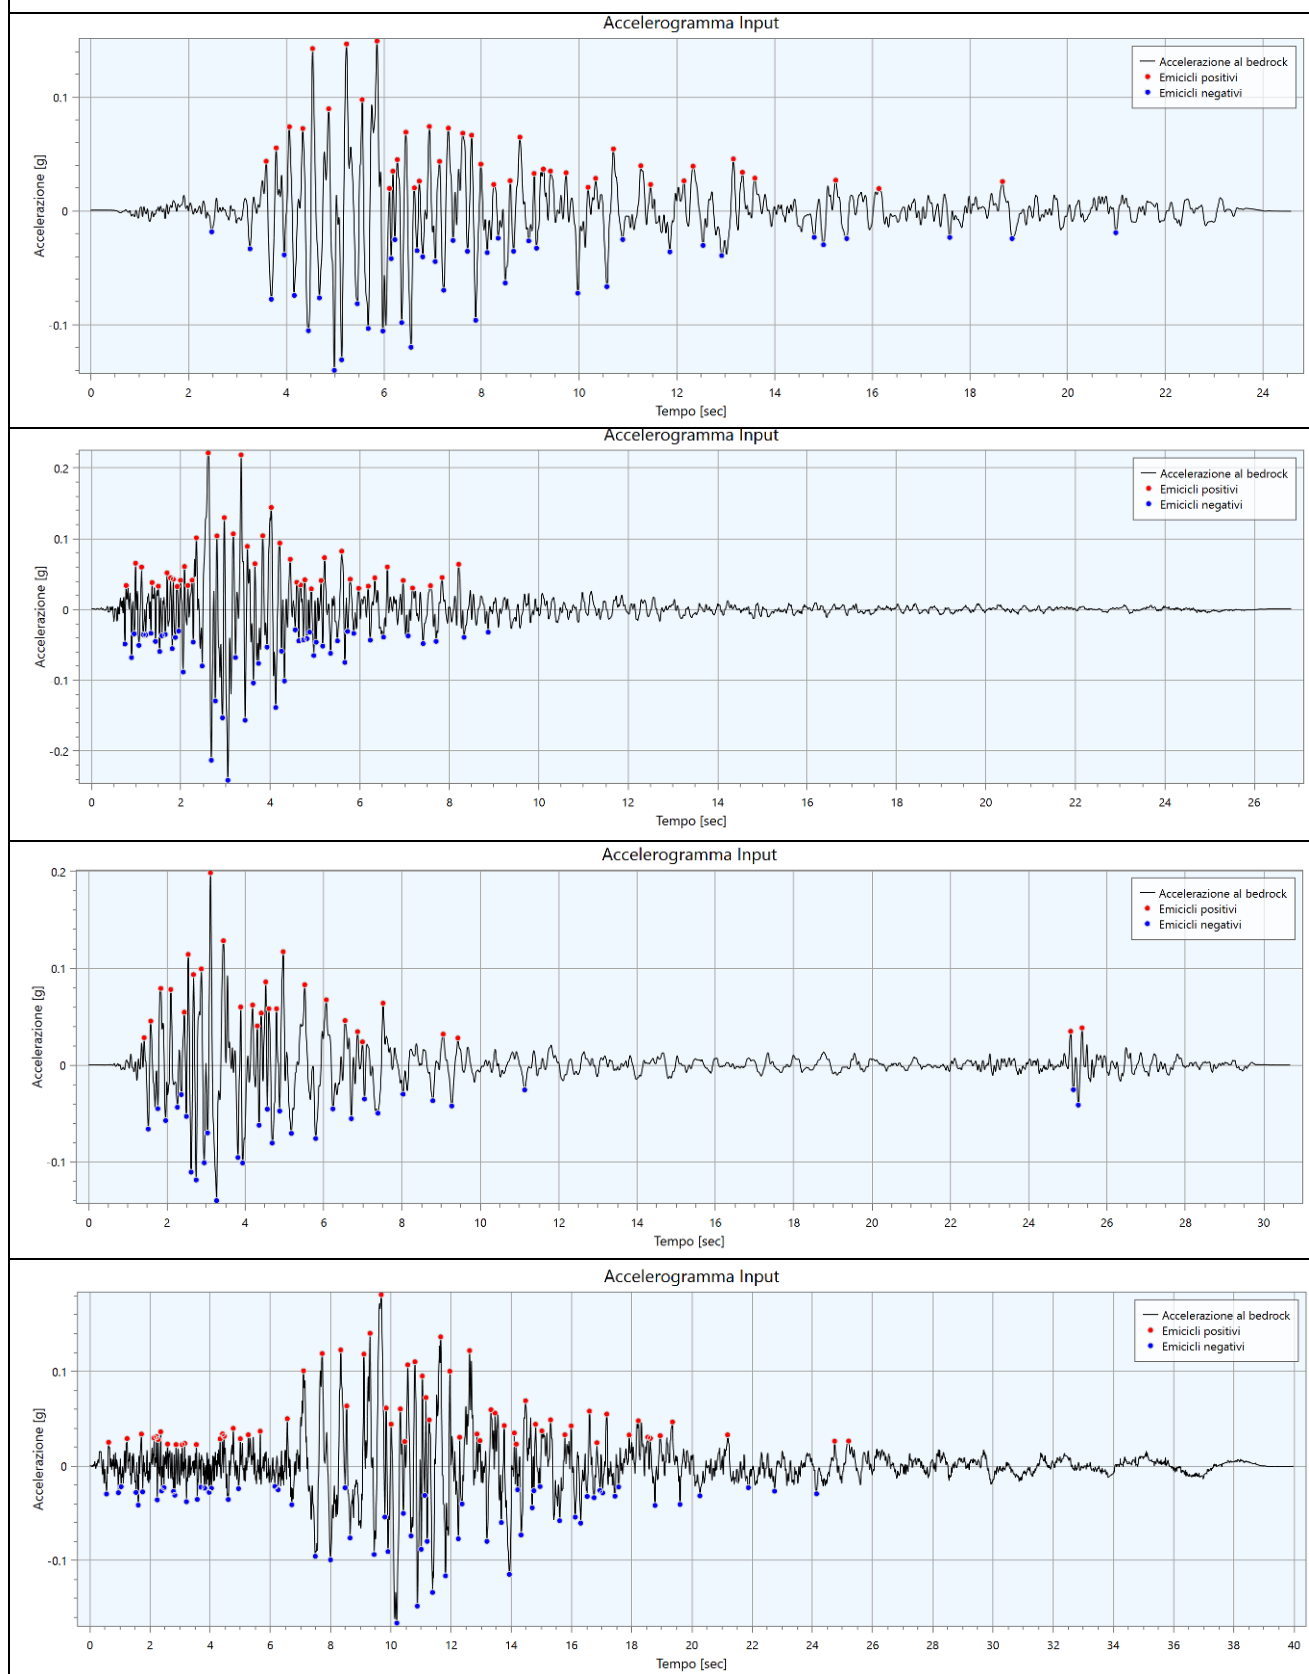 Accelerogramma Input
Accelerazione al bedrock
Emicicli positivi
Emicicli negativi
Accelerazione [g]
0.1
0
-0.1
0 2 4 6 8 10 12 14 16 18 20 22 24
Tempo [sec]
Accelerogramma Input
Accelerazione al bedrock
Emicicli positivi
Emicicli negativi
Accelerazione [g]
0.2
0.1
0
-0.1
-0.2
0 2 4 6 8 10 12 14 16 18 20 22 24 26
Tempo [sec]
Accelerogramma Input
Accelerazione al bedrock
Emicicli positivi
Emicicli negativi
Accelerazione [g]
0.2
0.1
0
-0.1
0 2 4 6 8 10 12 14 16 18 20 22 24 26 28 30
Tempo [sec]
Accelerogramma Input
Accelerazione al bedrock
Emicicli positivi
Emicicli negativi
Accelerazione [g]
0.1
0
-0.1
0 2 4 6 8 10 12 14 16 18 20 22 24 26 28 30 32 34 36 38 40
Tempo [sec]